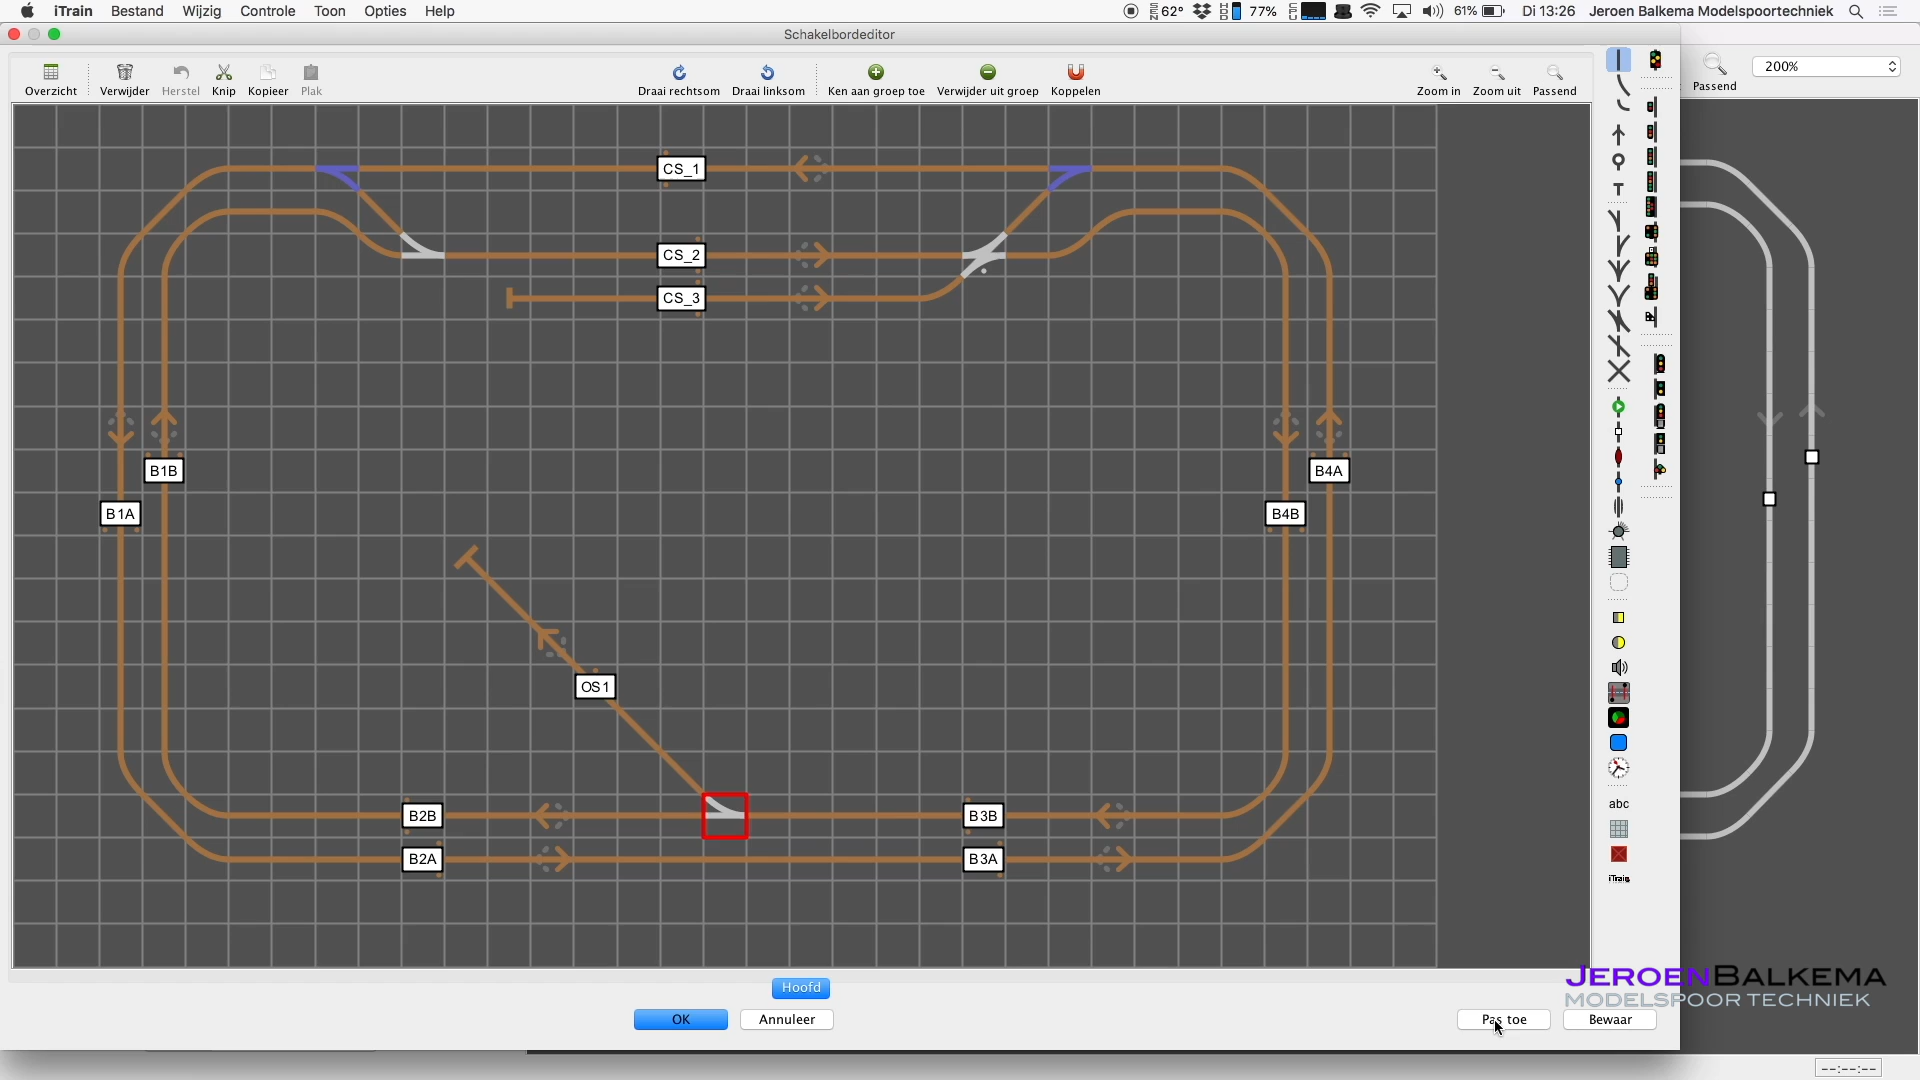 iTrain Bestand Wijzig Controle Toon Opties Help 62° 77% 61% Di 13:26 Jeroen Balkema Modelspoortechniek
Schakelbordeditor
Overzicht Verwijder Herstel Knip Kopieer Plak Draai rechtsom Draai linksom Ken aan groep toe Verwijder uit groep Koppelen Zoom in Zoom uit Passend
Passend 200%
CS_1
CS_2
CS_3
B1B
B4A
B1A
B4B
OS1
B2B
B3B
B2A
B3A
abc
iTrain
Hoofd
OK Annuleer Pas toe Bewaar
JEROENBALKEMA
MODELSPOORTECHNIEK
--:--:--